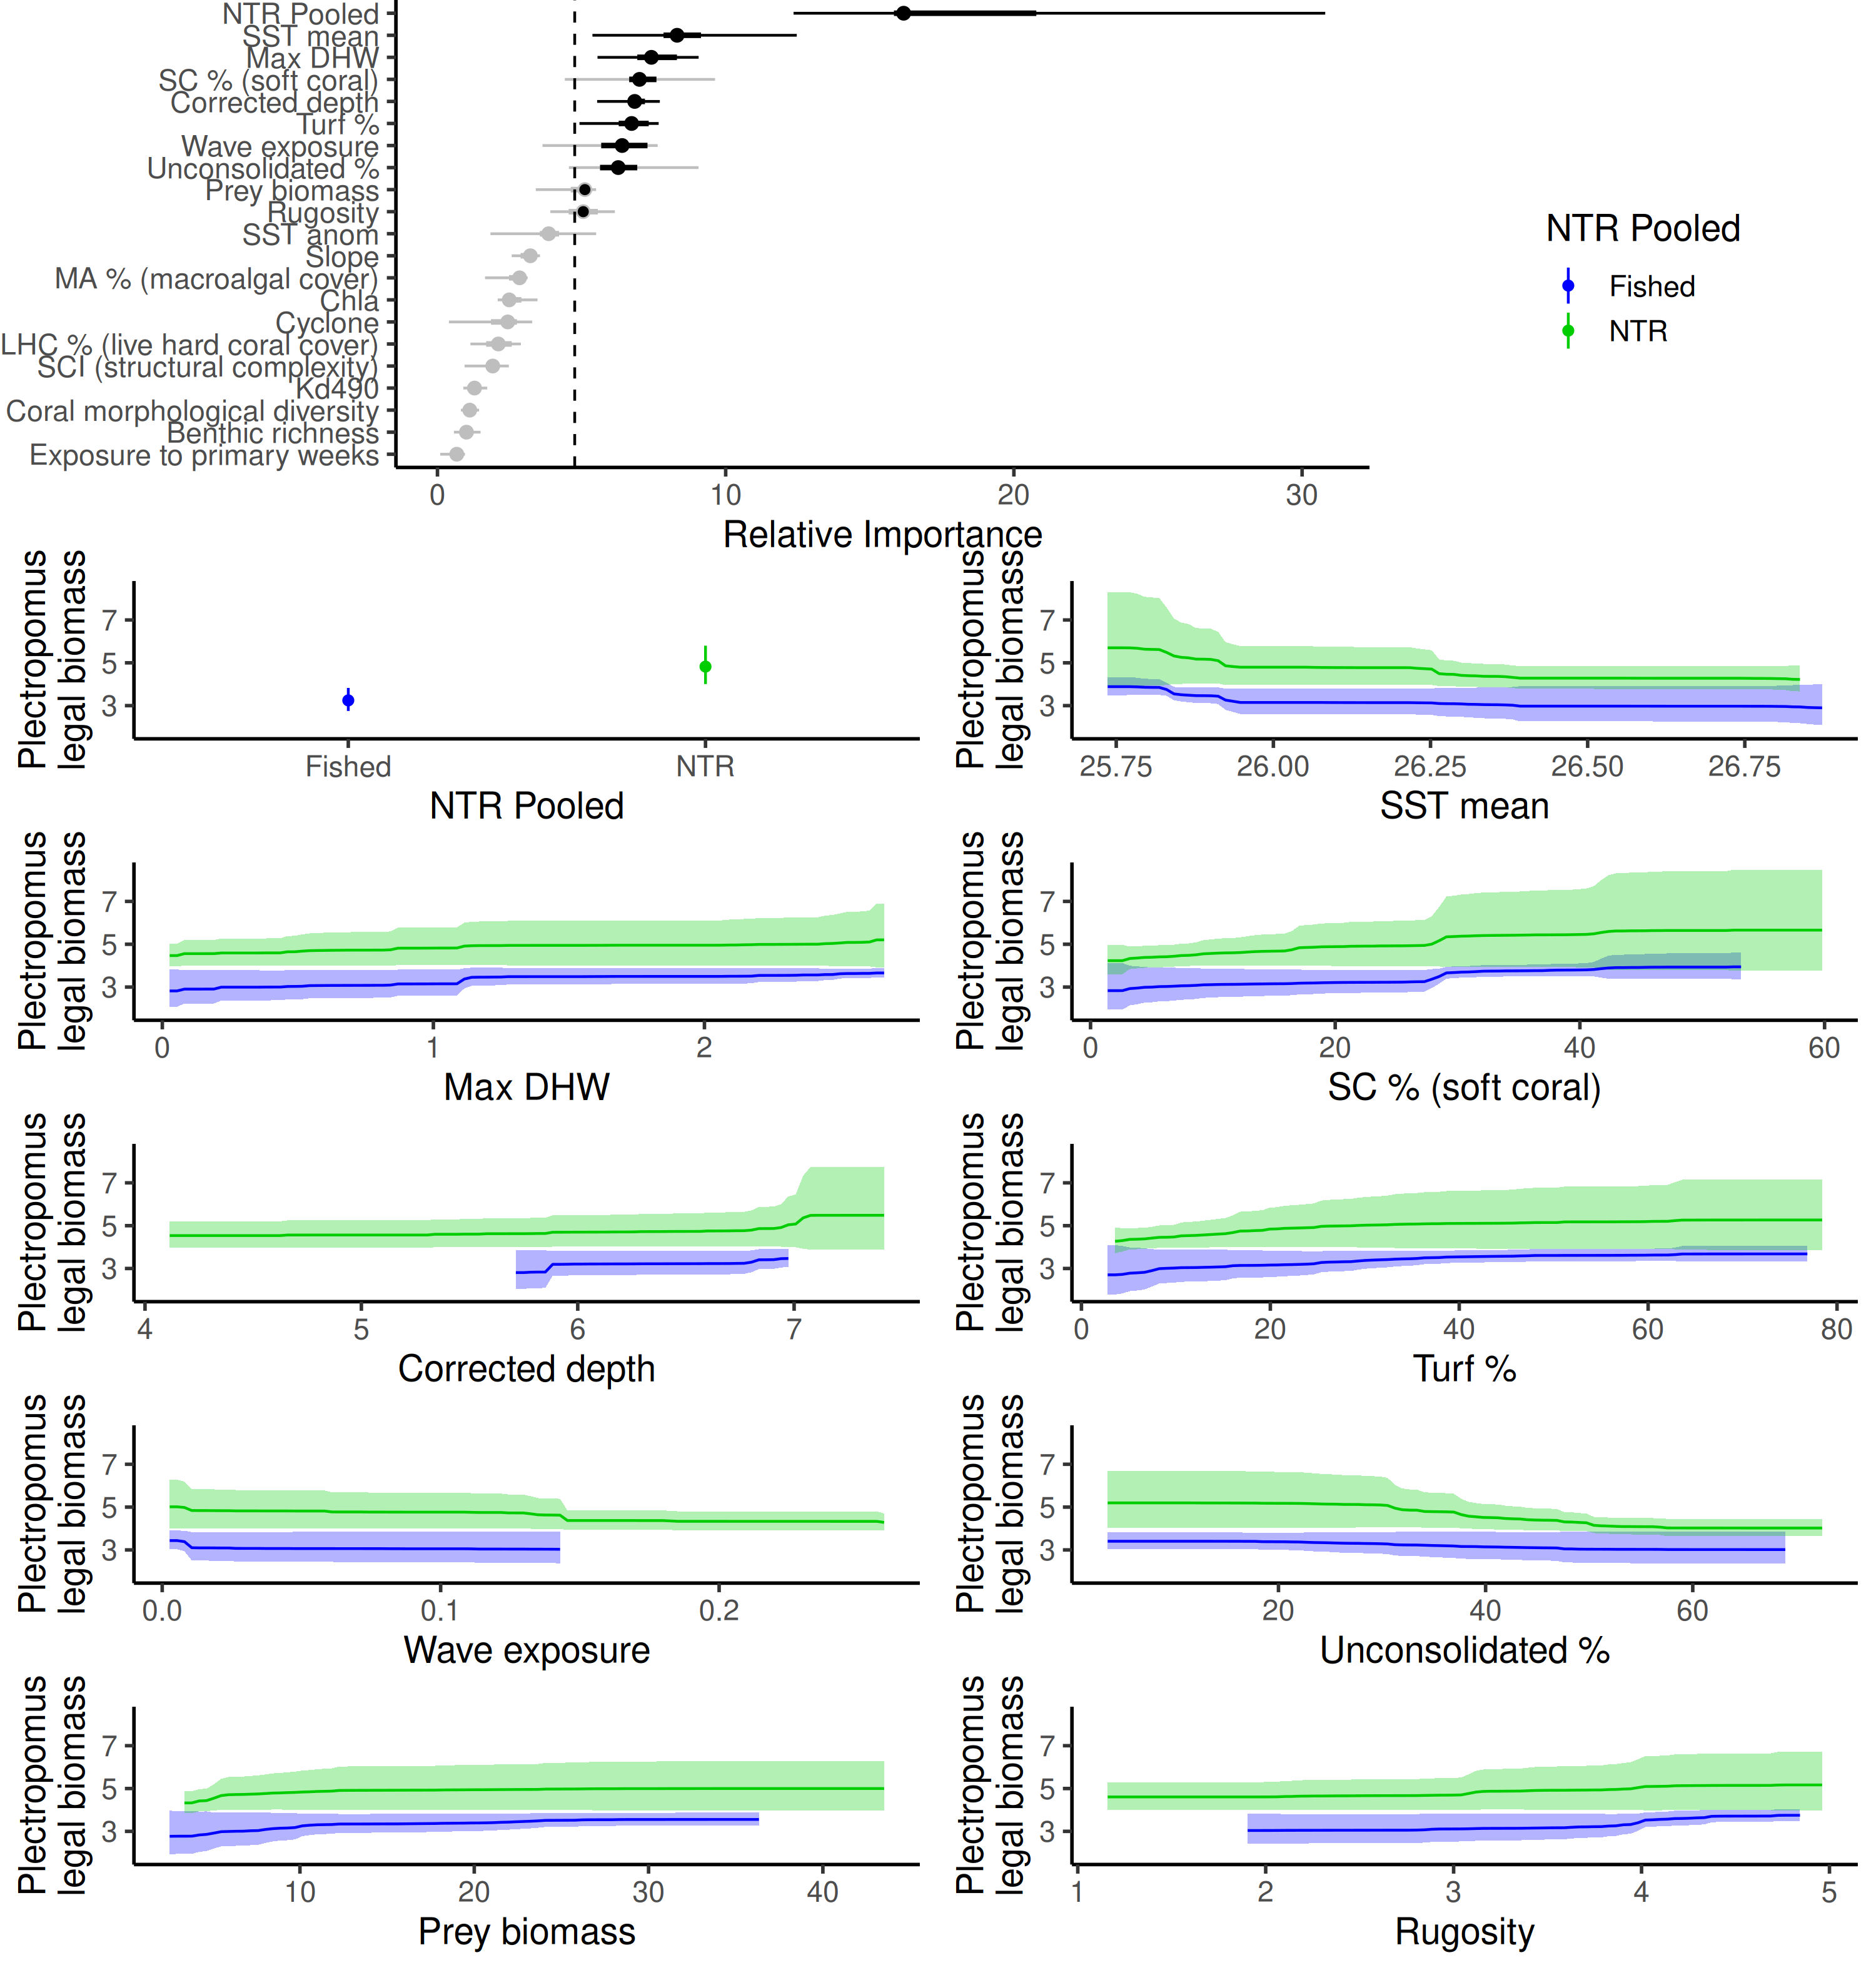 NTR Pooled
SST mean
Max DHW
SC % (soft coral)
Corrected depth
Turf %
Wave exposure
Unconsolidated %
Prey biomass
Rugosity
SST anom
Slope
MA % (macroalgal cover)
Chla
Cyclone
LHC % (live hard coral cover)
SCI (structural complexity)
Kd490
Coral morphological diversity
Benthic richness
Exposure to primary weeks
0 10 20 30
Relative Importance
NTR Pooled
Fished
NTR
Plectropomus
legal biomass
7
5
3
Fished NTR
NTR Pooled
Plectropomus
legal biomass
7
5
3
25.75 26.00 26.25 26.50 26.75
SST mean
Plectropomus
legal biomass
7
5
3
0 1 2
Max DHW
Plectropomus
legal biomass
7
5
3
0 20 40 60
SC % (soft coral)
Plectropomus
legal biomass
7
5
3
4 5 6 7
Corrected depth
Plectropomus
legal biomass
7
5
3
0 20 40 60 80
Turf %
Plectropomus
legal biomass
7
5
3
0.0 0.1 0.2
Wave exposure
Plectropomus
legal biomass
7
5
3
20 40 60
Unconsolidated %
Plectropomus
legal biomass
7
5
3
10 20 30 40
Prey biomass
Plectropomus
legal biomass
7
5
3
1 2 3 4 5
Rugosity